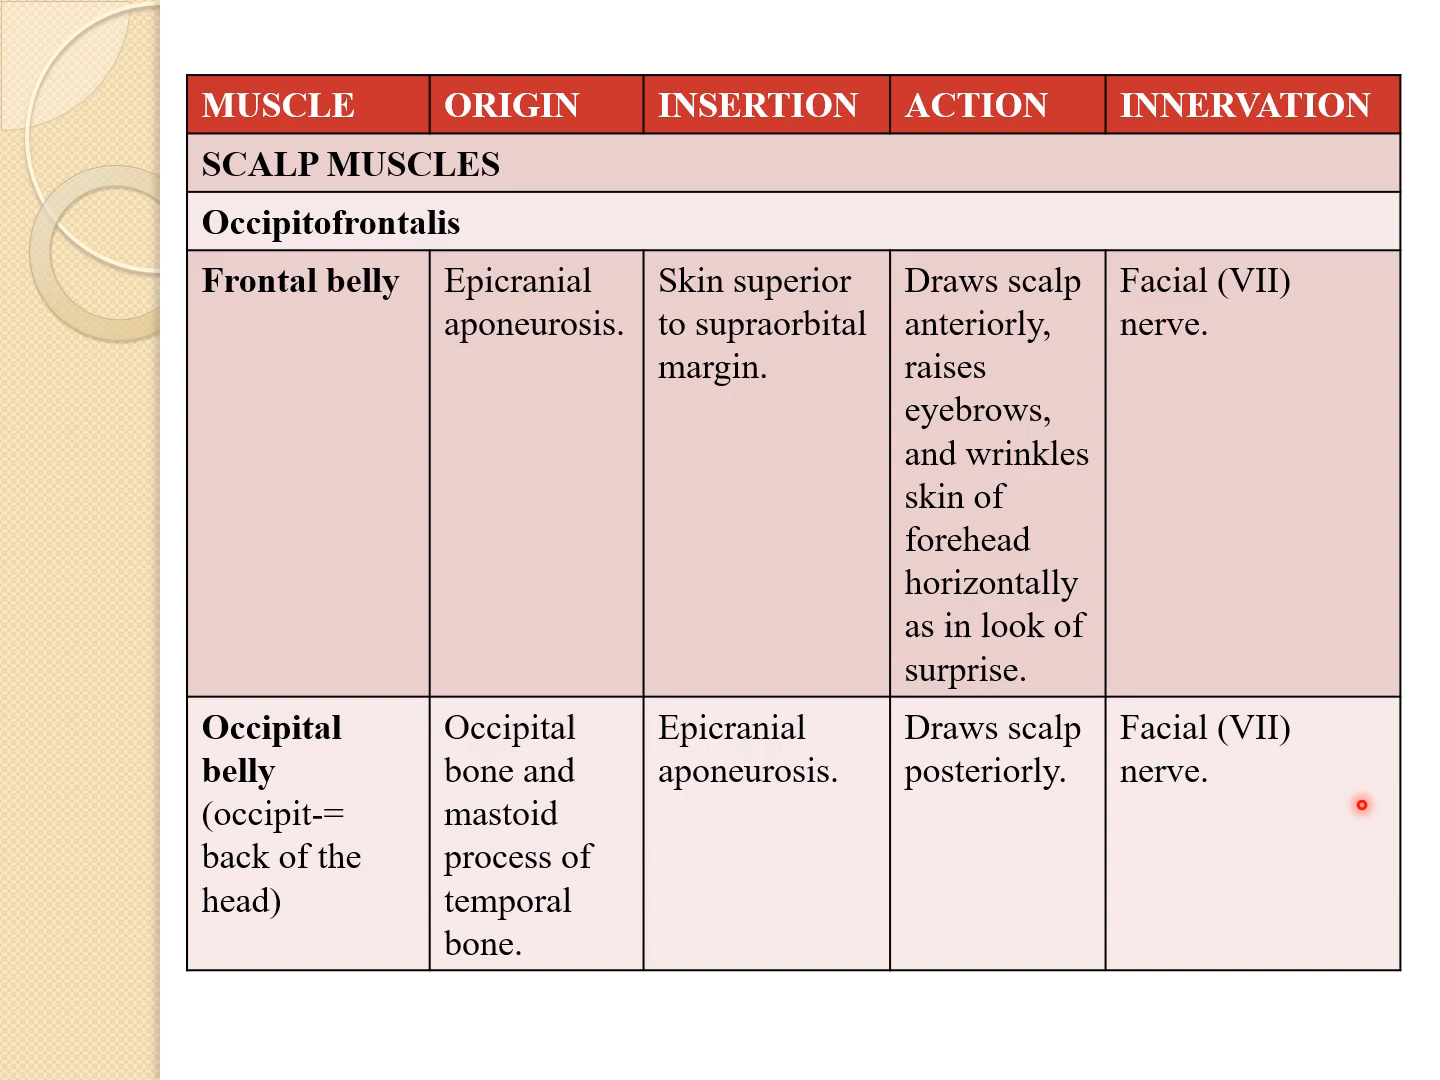 MUSCLE ORIGIN INSERTION ACTION INNERVATION
SCALP MUSCLES
Occipitofrontalis
Frontal belly
Epicranial
aponeurosis.
Skin superior
to supraorbital
margin.
Draws scalp
anteriorly,
raises
eyebrows,
and wrinkles
skin of
forehead
horizontally
as in look of
surprise.
Facial (VII)
nerve.
Occipital
belly
(occipit-=
back of the
head)
Occipital
bone and
mastoid
process of
temporal
bone.
Epicranial
aponeurosis.
Draws scalp
posteriorly.
Facial (VII)
nerve.